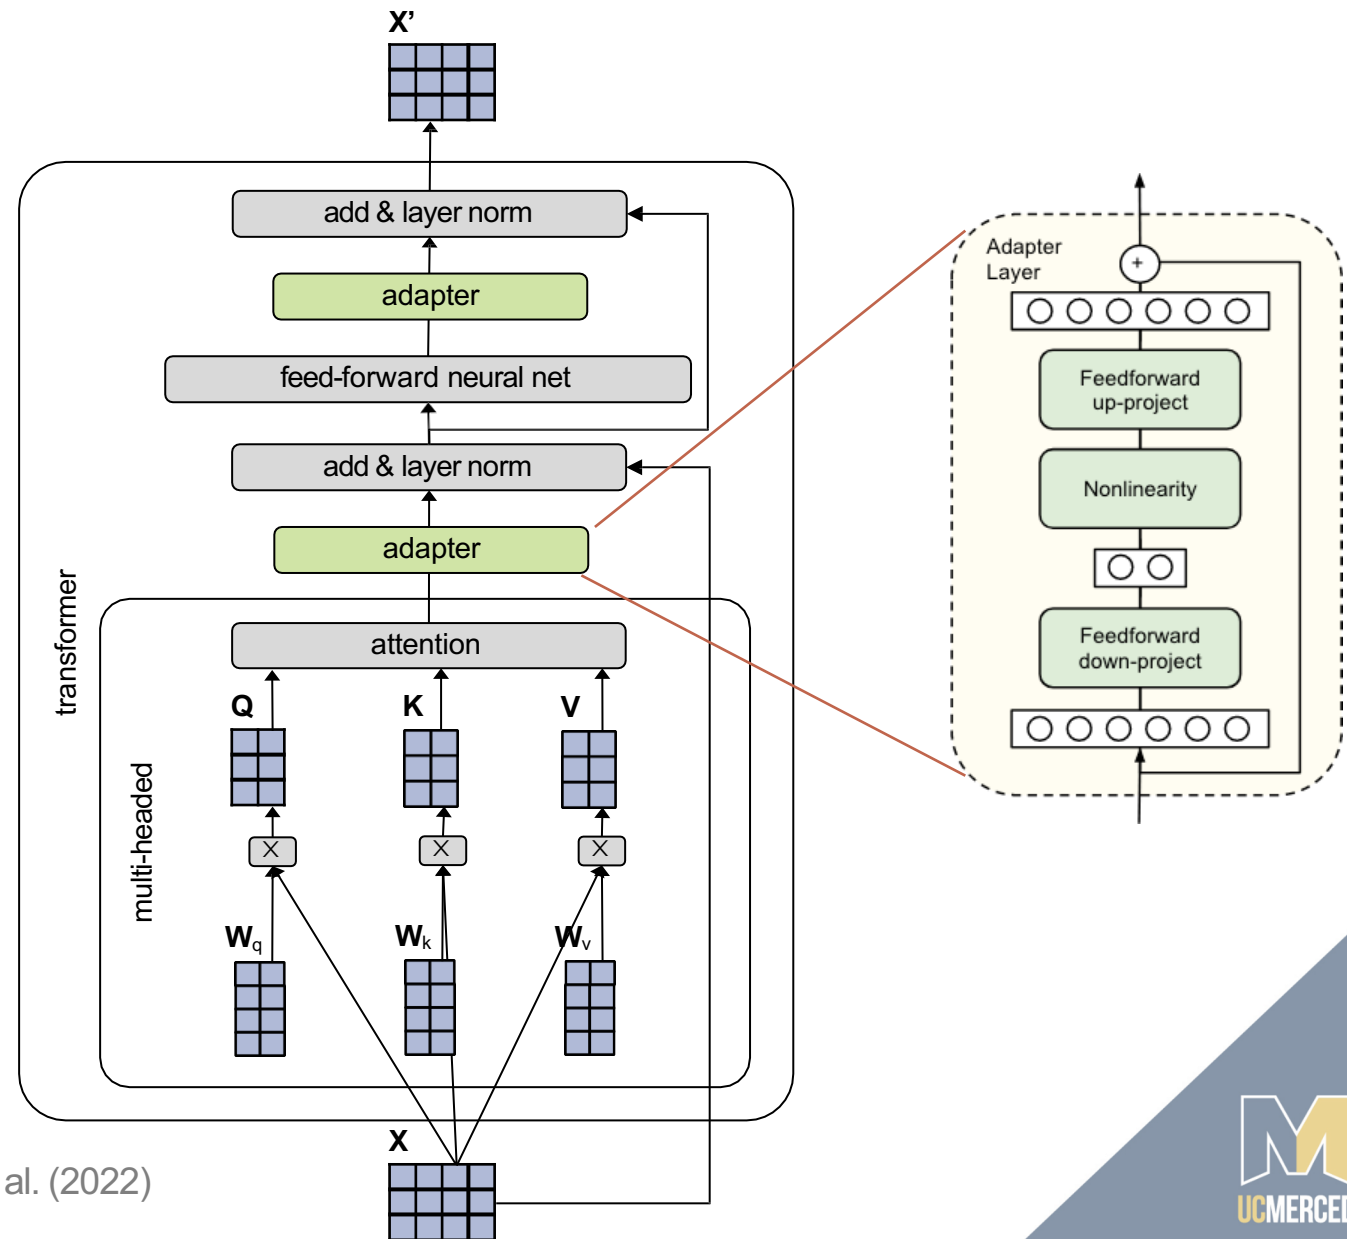 X’
add & layer norm
adapter
feed-forward neural net
add & layer norm
adapter
transformer
multi-headed
attention
Q
K
V
X
X
X
Wq
Wk
Wv
X
al. (2022)
Adapter
Layer
+
Feedforward
up-project
Nonlinearity
Feedforward
down-project
M
UCMERCED